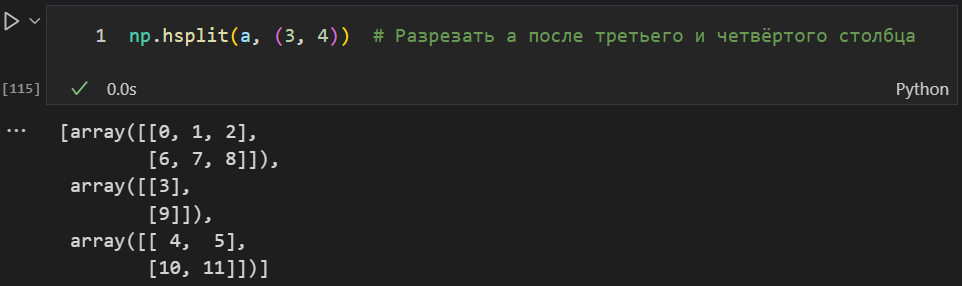 1 np.hsplit(a, (3, 4))  # Разрезать a после третьего и четвёртого столбца
[115] 0.0s Python
[array([[0, 1, 2],
        [6, 7, 8]]),
 array([[3],
        [9]]),
 array([[ 4,  5],
        [10, 11]])]